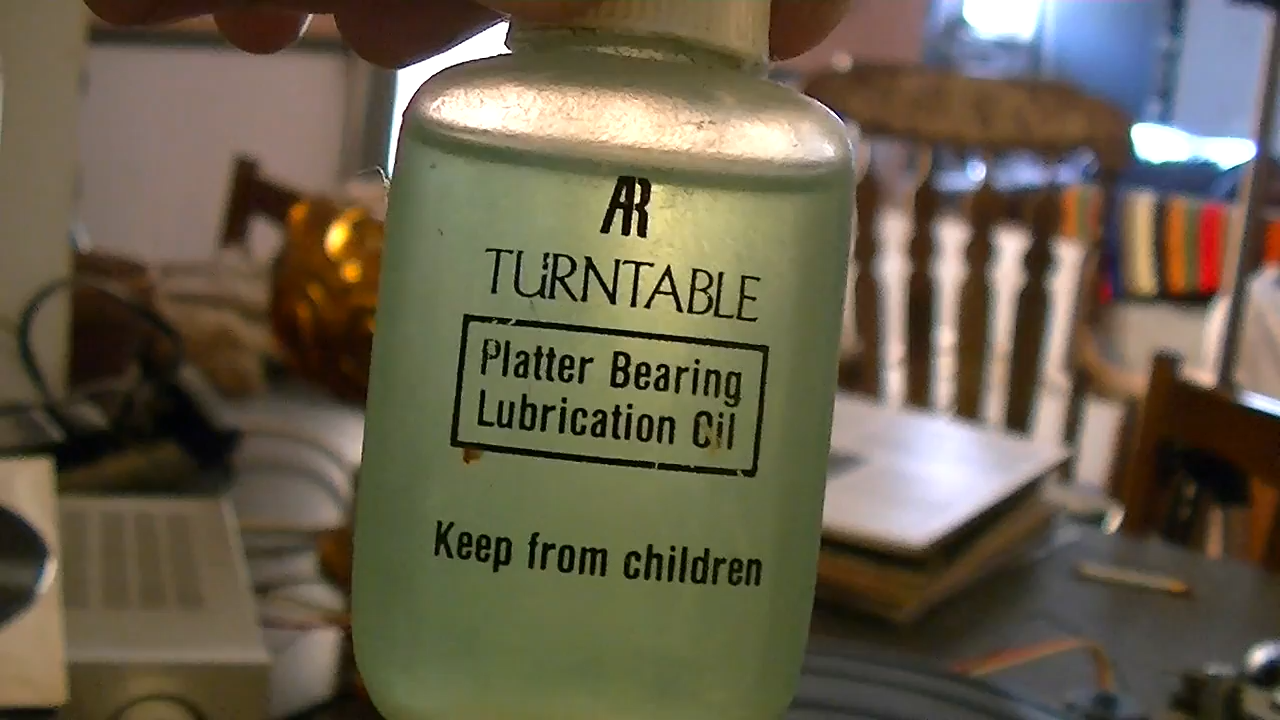 AR
TURNTABLE
Platter Bearing
Lubrication Oil
Keep from children